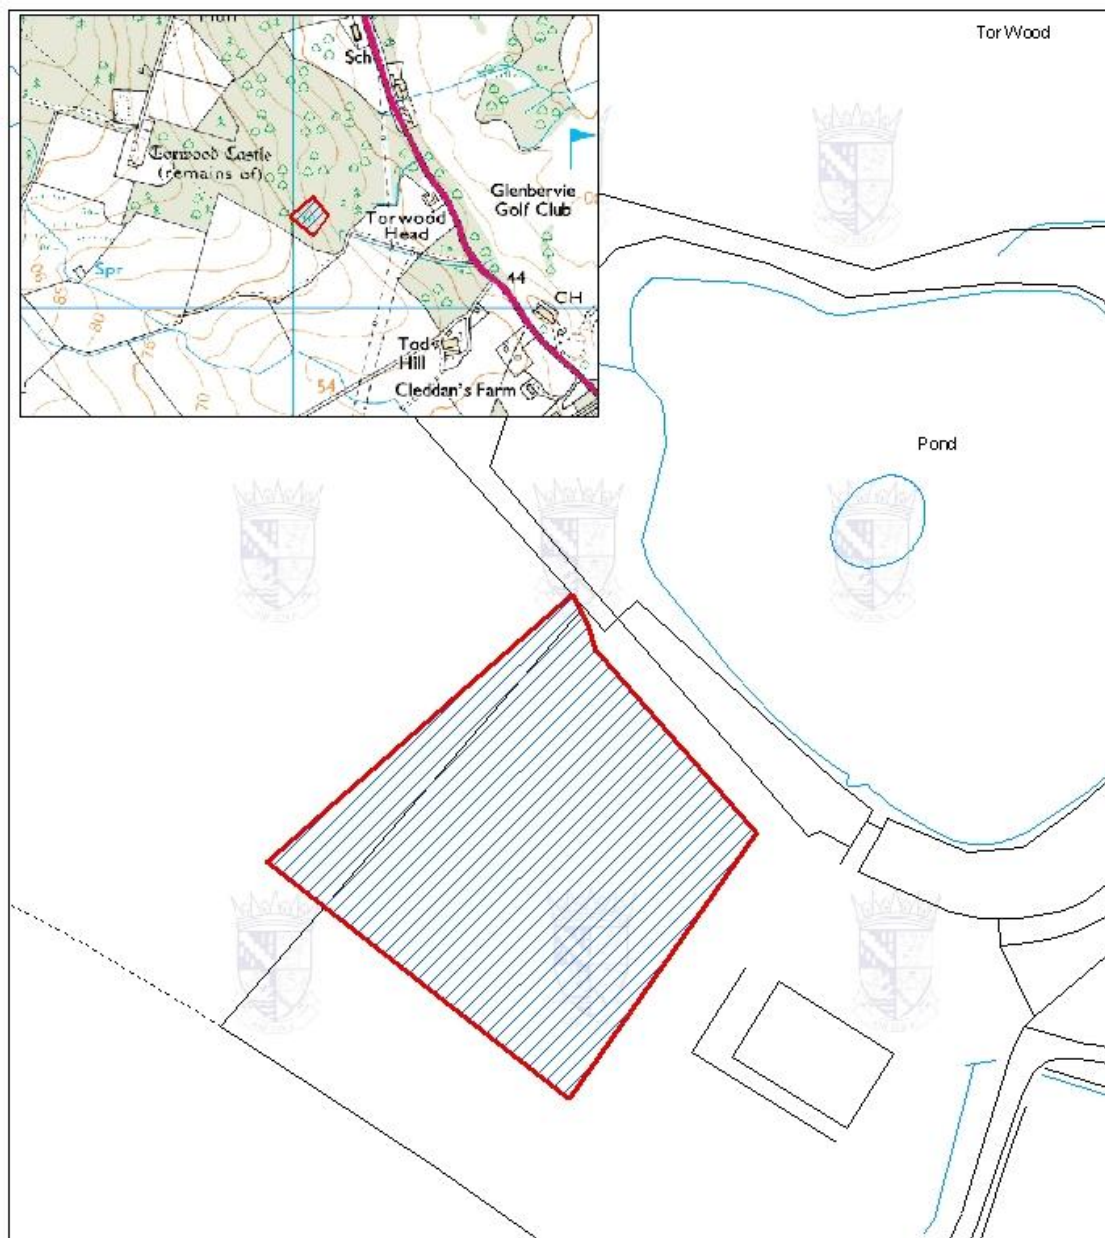 Tor Wood
Sch
Torwood Castle
(remains of)
Glenbervie
Golf Club
Torwood
Head
Spr
44
CH
80
75
70
54
Tod
Hill
Cleddan's Farm
Pond